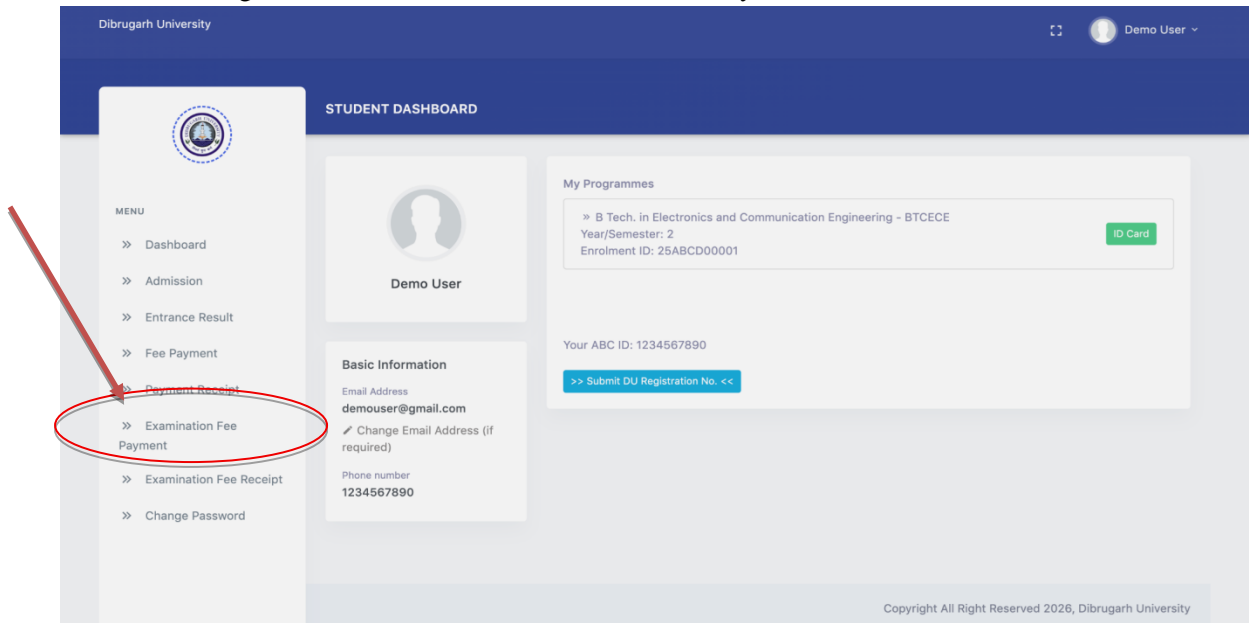 Dibrugarh University
Demo User
STUDENT DASHBOARD
MENU
» Dashboard
» Admission
» Entrance Result
» Fee Payment
» Payment Receipt
» Examination Fee
Payment
» Examination Fee Receipt
» Change Password
Demo User
Basic Information
Email Address
demouser@gmail.com
Change Email Address (if
required)
Phone number
1234567890
My Programmes
» B Tech. in Electronics and Communication Engineering - BTCECE
Year/Semester: 2
Enrolment ID: 25ABCD00001
ID Card
Your ABC ID: 1234567890
>> Submit DU Registration No. <<
Copyright All Right Reserved 2026, Dibrugarh University